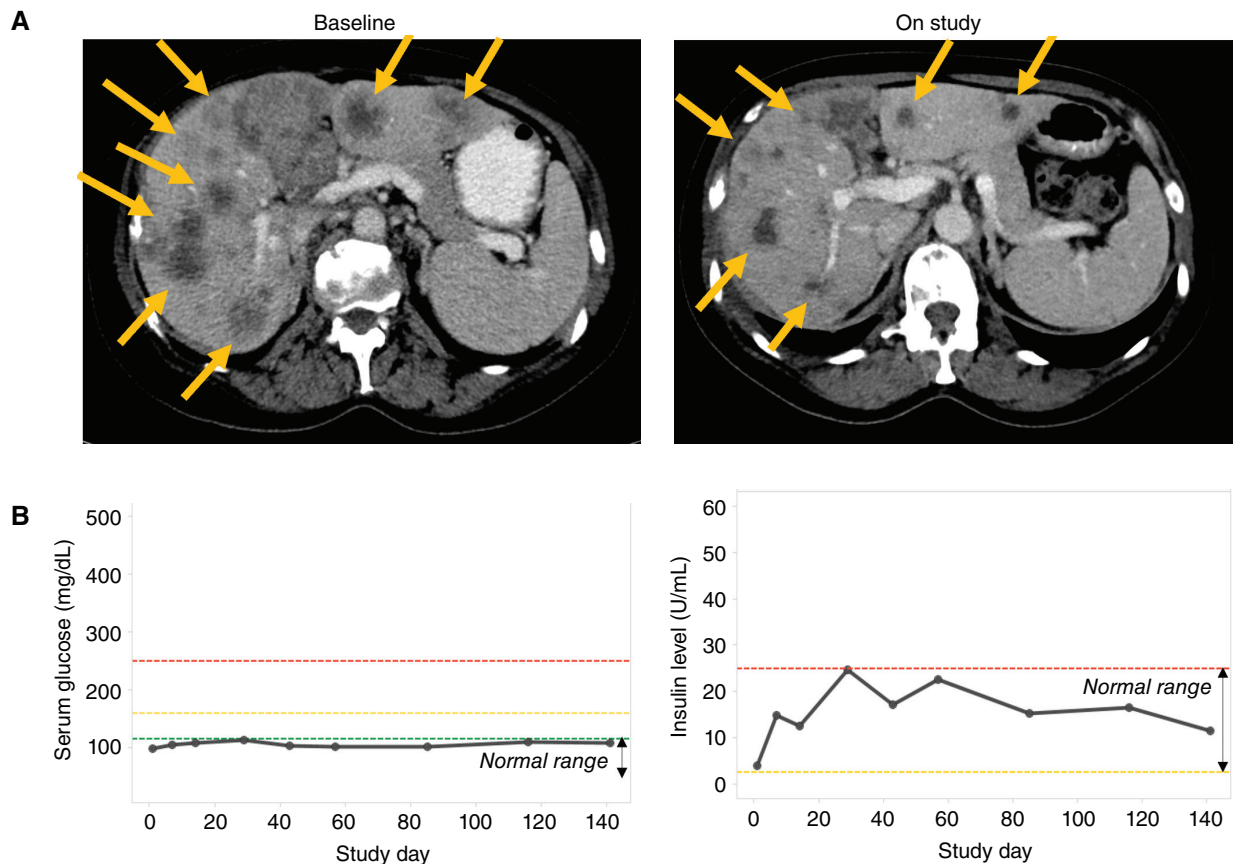 A
Baseline
On study
B
Serum glucose (mg/dL)
500
400
300
200
100
Normal range
0 20 40 60 80 100 120 140
Study day
Insulin level (U/mL)
60
50
40
30
20
10
0
Normal range
0 20 40 60 80 100 120 140
Study day